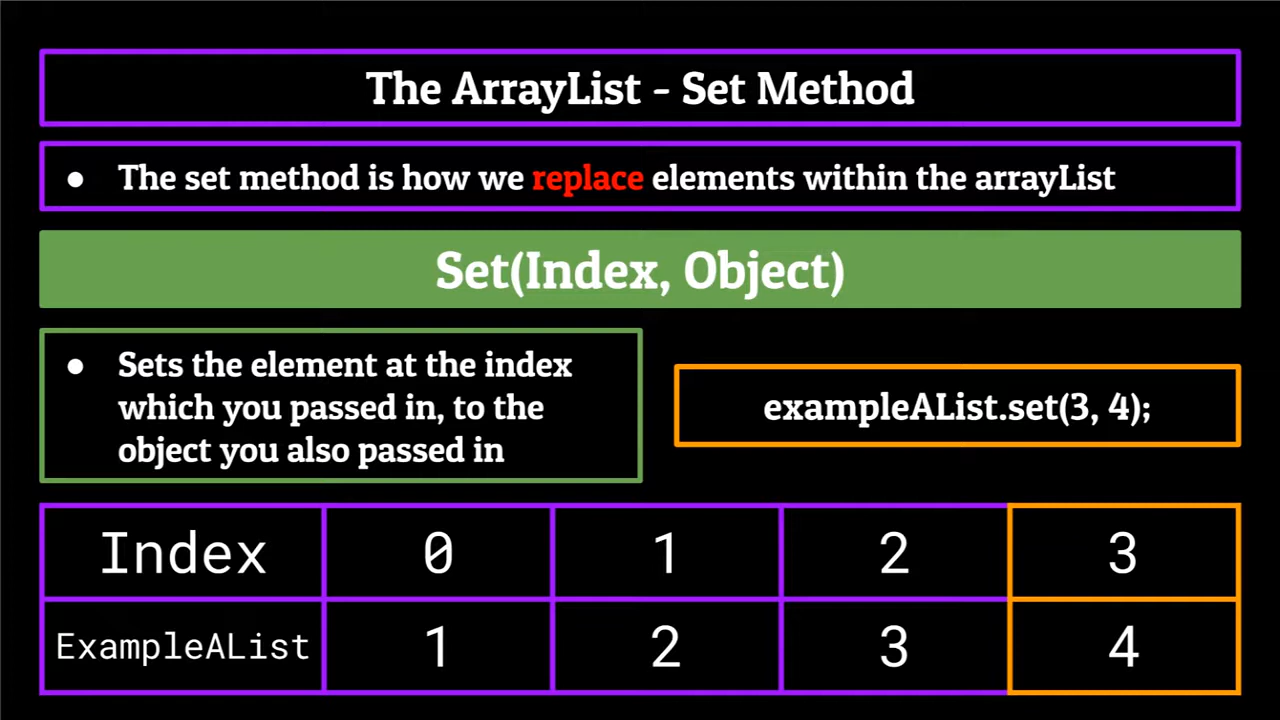 The ArrayList - Set Method
● The set method is how we replace elements within the arrayList
Set(Index, Object)
● Sets the element at the index
which you passed in, to the
object you also passed in
exampleAList.set(3, 4);
Index 0 1 2 3
ExampleAList 1 2 3 4